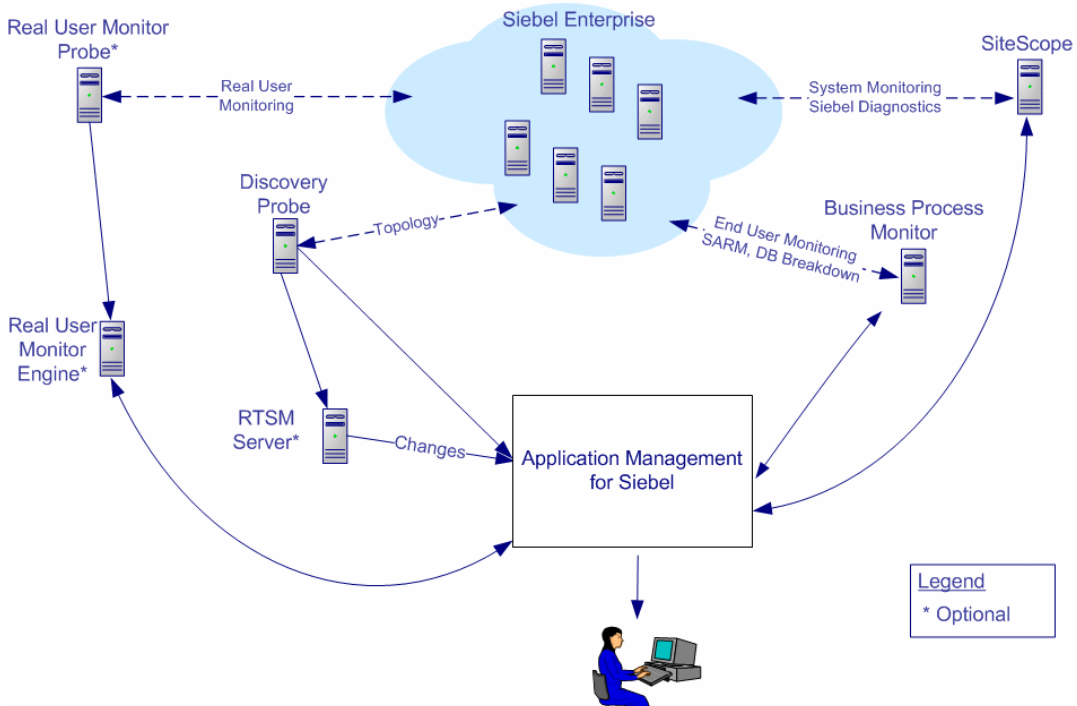 Siebel Enterprise
Real User Monitor
Probe*
SiteScope
Real User
Monitoring
System Monitoring
Siebel Diagnostics
Discovery
Probe
Topology
End User Monitoring
SARM, DB Breakdown
Business Process
Monitor
Real User
Monitor
Engine*
RTSM
Server*
Changes
Application Management
for Siebel
Legend
* Optional